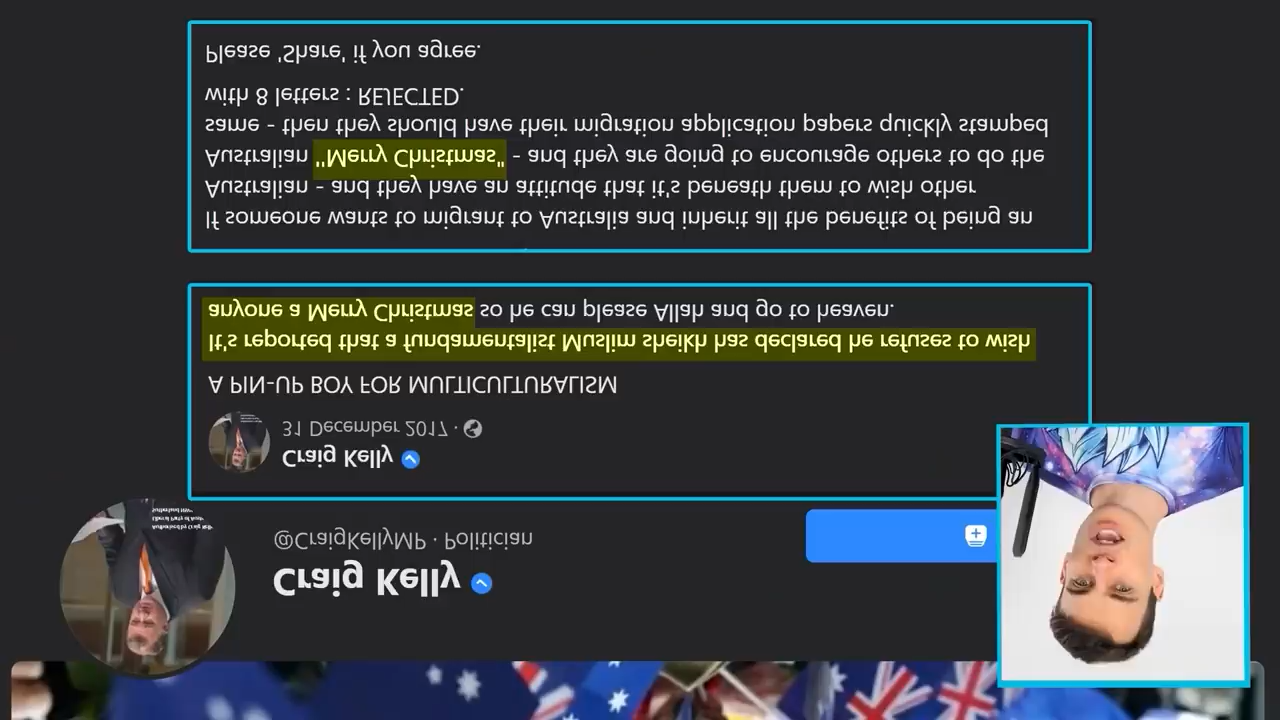 Craig Kelly
@CraigKellyMP · Politician
Craig Kelly
31 December 2017 ·
A PIN-UP BOY FOR MULTICULTURALISM
It's reported that a fundamentalist Muslim sheikh has declared he refuses to wish
anyone a Merry Christmas so he can please Allah and go to heaven.
If someone wants to migrant to Australia and inherit all the benefits of being an
Australian - and they have an attitude that it's beneath them to wish other
Australian "Merry Christmas" - and they are going to encourage others to do the
same - then they should have their migration application papers quickly stamped
with 8 letters : REJECTED.
Please 'Share' if you agree.